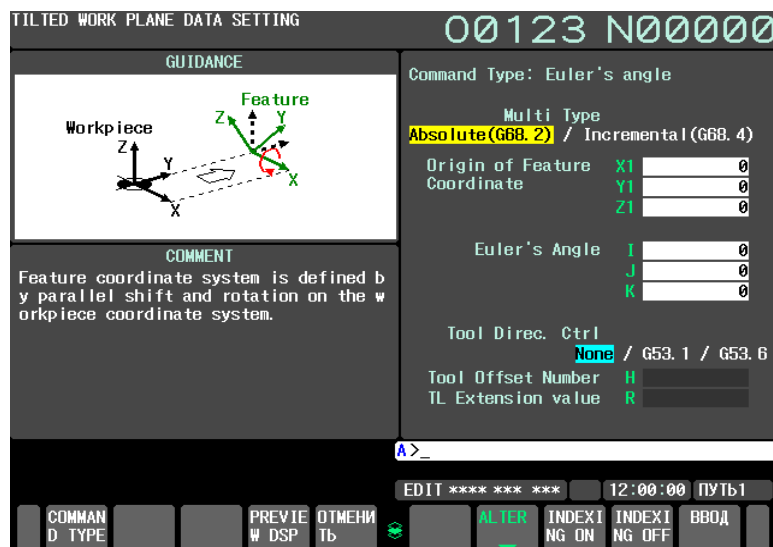 TILTED WORK PLANE DATA SETTING
O0123 N00000
GUIDANCE
Feature
Workpiece
Z
Y
X
Z
Y
X
COMMENT
Feature coordinate system is defined b
y parallel shift and rotation on the w
orkpiece coordinate system.
Command Type: Euler's angle
Multi Type
Absolute(G68.2) / Incremental(G68.4)
Origin of Feature X1 0
Coordinate Y1 0
Z1 0
Euler's Angle I 0
J 0
K 0
Tool Direc. Ctrl
None / G53.1 / G53.6
Tool Offset Number H
TL Extension value R
A>_
EDIT **** *** *** 12:00:00 ПУТЬ1
COMMAN PREVIE ОТМЕНИ ALTER INDEXI INDEXI ВВОД
D TYPE W DSP ТЬ NG ON NG OFF